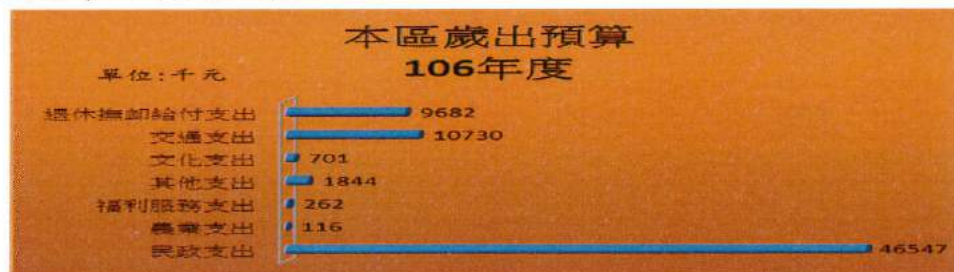 本區歲出預算
106年度
單位:千元
退休撫卹給付支出 9682
交通支出 10730
文化支出 701
其他支出 1844
福利服務支出 262
農業支出 116
民政支出 46547